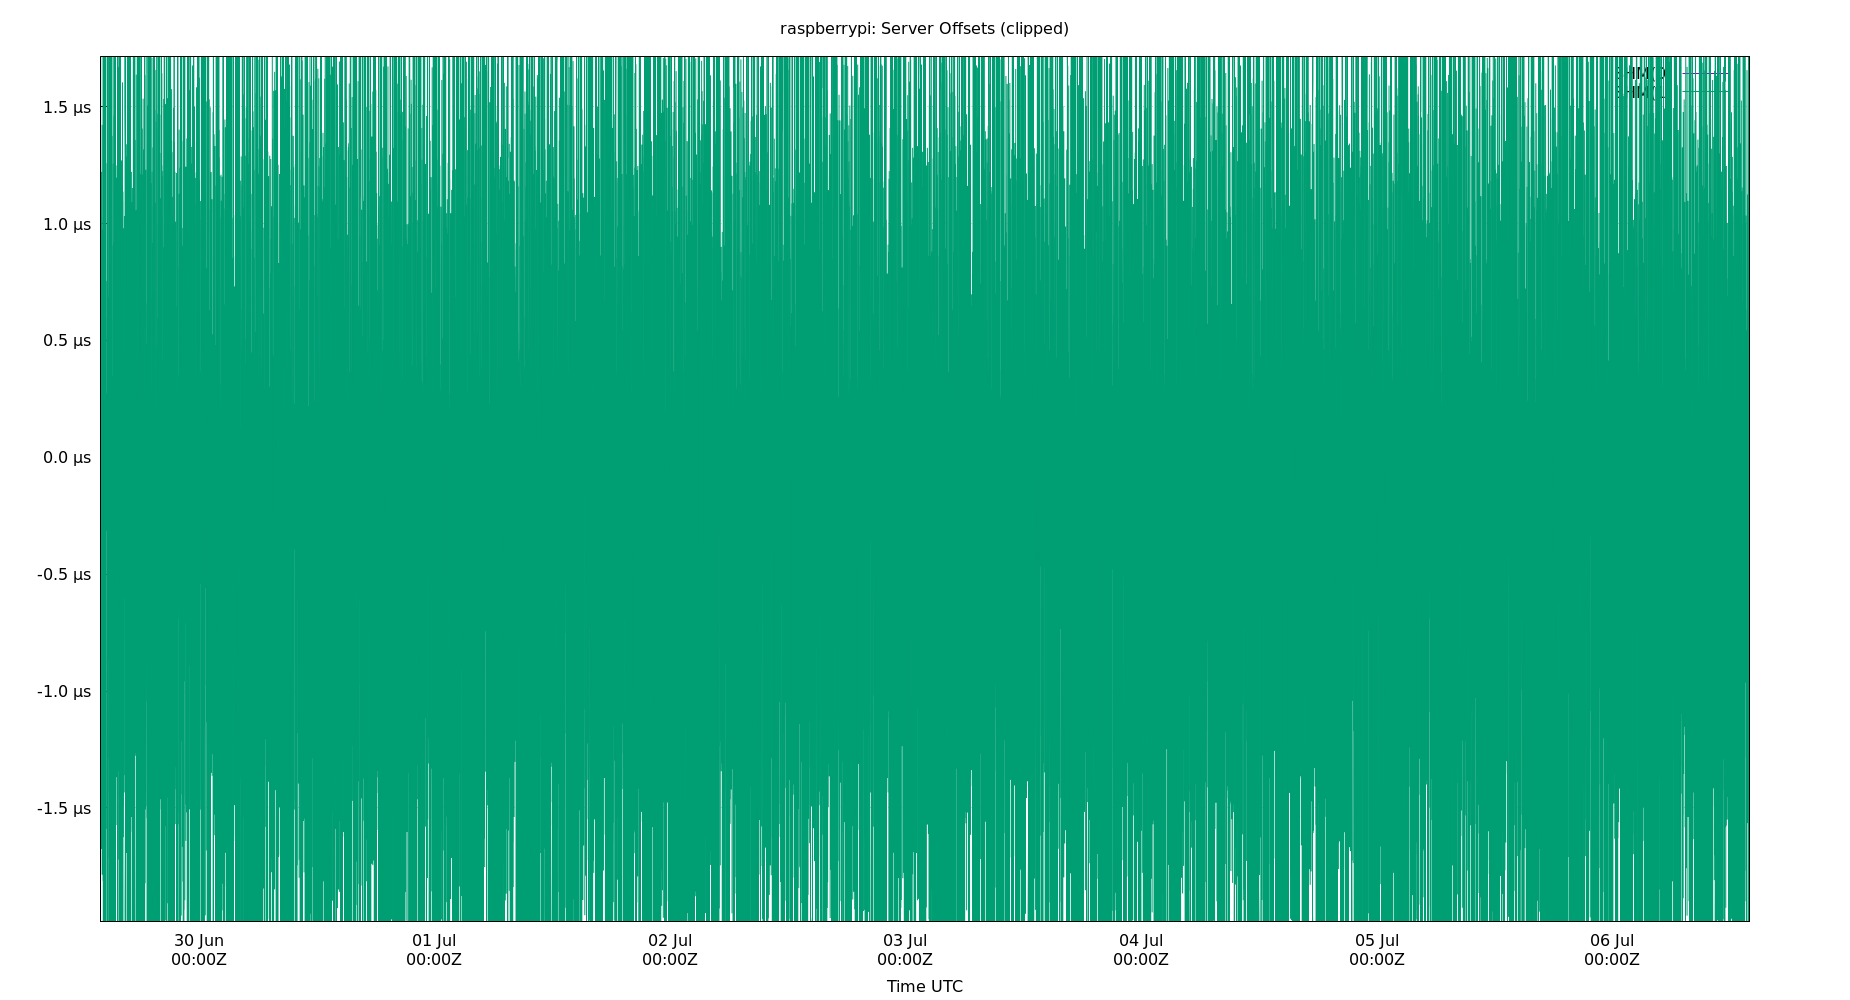 raspberrypi: Server Offsets (clipped)
1.5 µs
1.0 µs
0.5 µs
0.0 µs
-0.5 µs
-1.0 µs
-1.5 µs
30 Jun 01 Jul 02 Jul 03 Jul 04 Jul 05 Jul 06 Jul
00:00Z 00:00Z 00:00Z 00:00Z 00:00Z 00:00Z 00:00Z
Time UTC